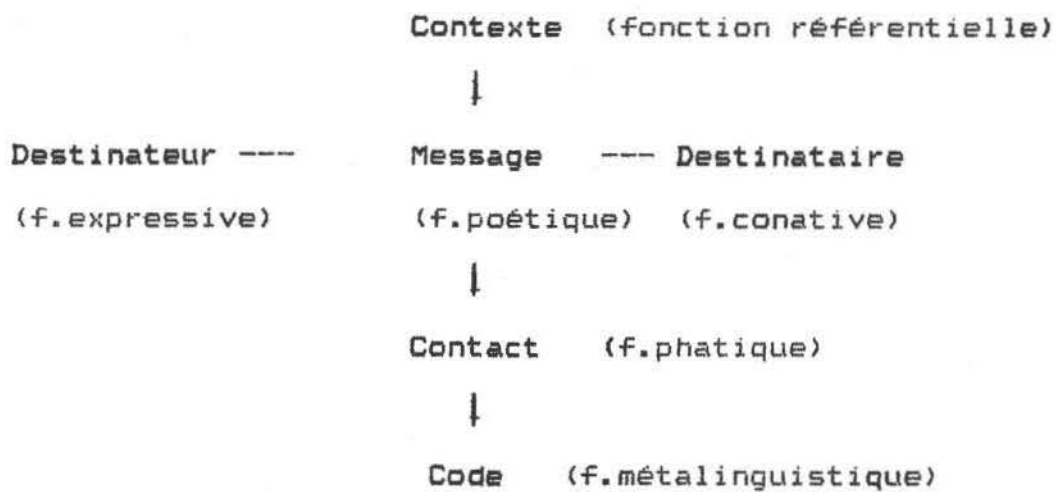 Contexte (fonction référentielle)
Destinateur --- Message --- Destinataire
(f.expressive) (f.poétique) (f.conative)
Contact (f.phatique)
Code (f.métalinguistique)